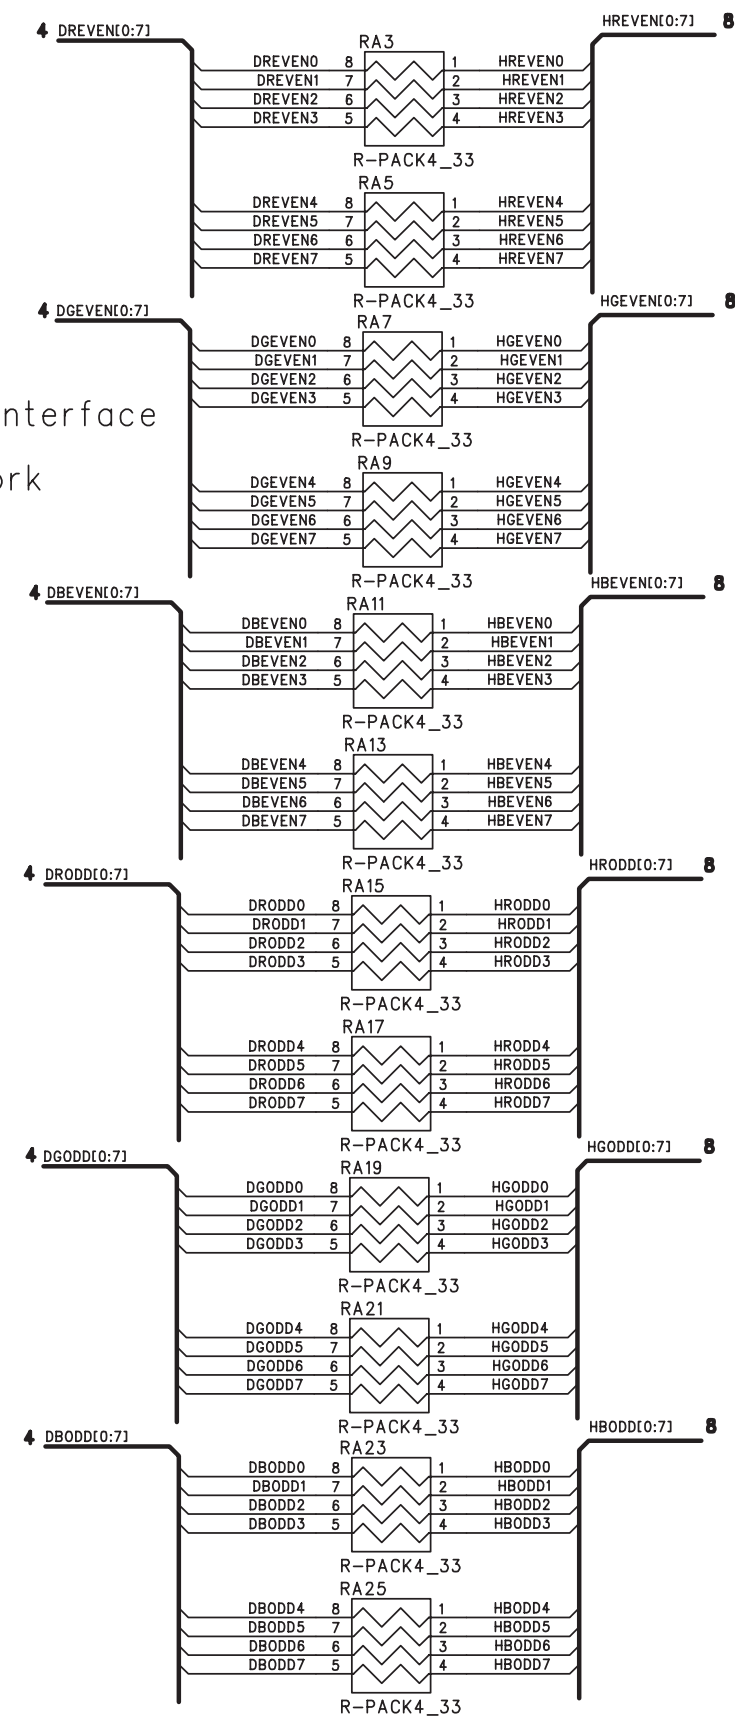 4 DREVEN[0:7] HREVEN[0:7] 8
RA3
DREVEN0 8 1 HREVEN0
DREVEN1 7 2 HREVEN1
DREVEN2 6 3 HREVEN2
DREVEN3 5 4 HREVEN3
R-PACK4_33
RA5
DREVEN4 8 1 HREVEN4
DREVEN5 7 2 HREVEN5
DREVEN6 6 3 HREVEN6
DREVEN7 5 4 HREVEN7
R-PACK4_33
4 DGEVEN[0:7] HGEVEN[0:7] 8
RA7
DGEVEN0 8 1 HGEVEN0
DGEVEN1 7 2 HGEVEN1
DGEVEN2 6 3 HGEVEN2
DGEVEN3 5 4 HGEVEN3
nterface
R-PACK4_33
RA9
ork
DGEVEN4 8 1 HGEVEN4
DGEVEN5 7 2 HGEVEN5
DGEVEN6 6 3 HGEVEN6
DGEVEN7 5 4 HGEVEN7
R-PACK4_33
4 DBEVEN[0:7] HBEVEN[0:7] 8
RA11
DBEVEN0 8 1 HBEVEN0
DBEVEN1 7 2 HBEVEN1
DBEVEN2 6 3 HBEVEN2
DBEVEN3 5 4 HBEVEN3
R-PACK4_33
RA13
DBEVEN4 8 1 HBEVEN4
DBEVEN5 7 2 HBEVEN5
DBEVEN6 6 3 HBEVEN6
DBEVEN7 5 4 HBEVEN7
R-PACK4_33
4 DRODD[0:7] HRODD[0:7] 8
RA15
DRODD0 8 1 HRODD0
DRODD1 7 2 HRODD1
DRODD2 6 3 HRODD2
DRODD3 5 4 HRODD3
R-PACK4_33
RA17
DRODD4 8 1 HRODD4
DRODD5 7 2 HRODD5
DRODD6 6 3 HRODD6
DRODD7 5 4 HRODD7
R-PACK4_33
4 DGODD[0:7] HGODD[0:7] 8
RA19
DGODD0 8 1 HGODD0
DGODD1 7 2 HGODD1
DGODD2 6 3 HGODD2
DGODD3 5 4 HGODD3
R-PACK4_33
RA21
DGODD4 8 1 HGODD4
DGODD5 7 2 HGODD5
DGODD6 6 3 HGODD6
DGODD7 5 4 HGODD7
R-PACK4_33
4 DBODD[0:7] HBODD[0:7] 8
RA23
DBODD0 8 1 HBODD0
DBODD1 7 2 HBODD1
DBODD2 6 3 HBODD2
DBODD3 5 4 HBODD3
R-PACK4_33
RA25
DBODD4 8 1 HBODD4
DBODD5 7 2 HBODD5
DBODD6 6 3 HBODD6
DBODD7 5 4 HBODD7
R-PACK4_33